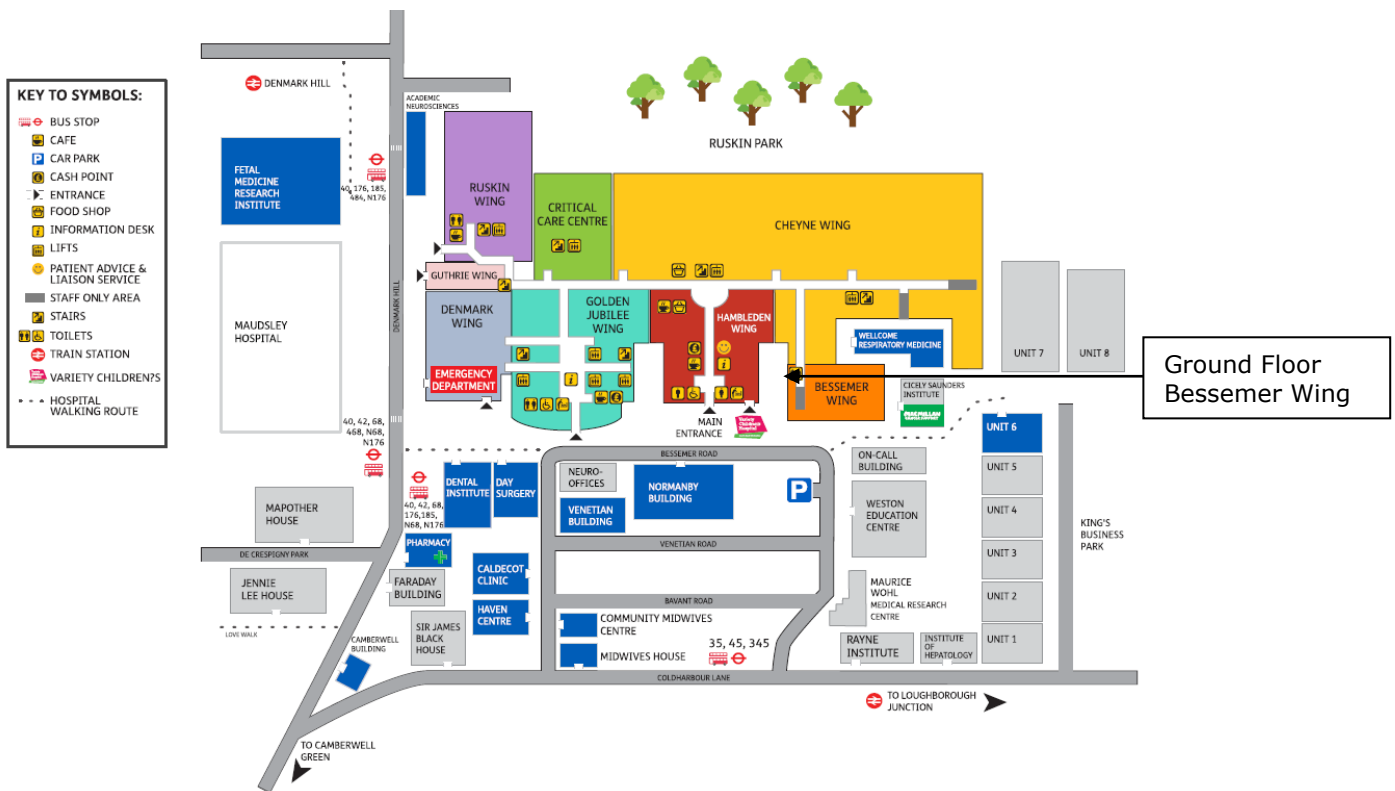 KEY TO SYMBOLS:
BUS STOP
CAFE
P
CAR PARK
CASH POINT
ENTRANCE
FOOD SHOP
i
INFORMATION DESK
LIFTS
PATIENT ADVICE &
LIAISON SERVICE
STAFF ONLY AREA
STAIRS
TOILETS
TRAIN STATION
VARIETY CHILDREN?S
HOSPITAL
WALKING ROUTE
DENMARK HILL
ACADEMIC
NEUROSCIENCES
RUSKIN PARK
FETAL
MEDICINE
RESEARCH
INSTITUTE
40, 176, 185,
484, N176
RUSKIN
WING
CRITICAL
CARE CENTRE
CHEYNE WING
GUTHRIE WING
DENMARK
WING
GOLDEN
JUBILEE
WING
HAMBLEDEN
WING
WELLCOME
RESPIRATORY MEDICINE
UNIT 7
UNIT 8
MAUDSLEY
HOSPITAL
DENMARK HILL
EMERGENCY
DEPARTMENT
i
i
BESSEMER
WING
CICELY SAUNDERS
INSTITUTE
MACMILLAN
Ground Floor
Bessemer Wing
MAIN
ENTRANCE
Variety
Children's
Hospital
40, 42, 68,
468, N68,
N176
BESSEMER ROAD
UNIT 6
DENTAL
INSTITUTE
DAY
SURGERY
NEURO-
OFFICES
VENETIAN
BUILDING
NORMANBY
BUILDING
P
ON-CALL
BUILDING
UNIT 5
40, 42, 68,
176,185,
N68, N176
MAPOTHER
HOUSE
WESTON
EDUCATION
CENTRE
UNIT 4
KING'S
BUSINESS
PARK
PHARMACY
VENETIAN ROAD
DE CRESPIGNY PARK
UNIT 3
JENNIE
LEE HOUSE
FARADAY
BUILDING
CALDECOT
CLINIC
MAURICE
WOHL
MEDICAL RESEARCH
CENTRE
UNIT 2
BAVANT ROAD
HAVEN
CENTRE
SIR JAMES
BLACK
HOUSE
COMMUNITY MIDWIVES
CENTRE
LOVE WALK
CAMBERWELL
BUILDING
MIDWIVES HOUSE
35, 45, 345
RAYNE
INSTITUTE
INSTITUTE
OF
HEPATOLOGY
UNIT 1
COLDHARBOUR LANE
TO LOUGHBOROUGH
JUNCTION
TO CAMBERWELL
GREEN